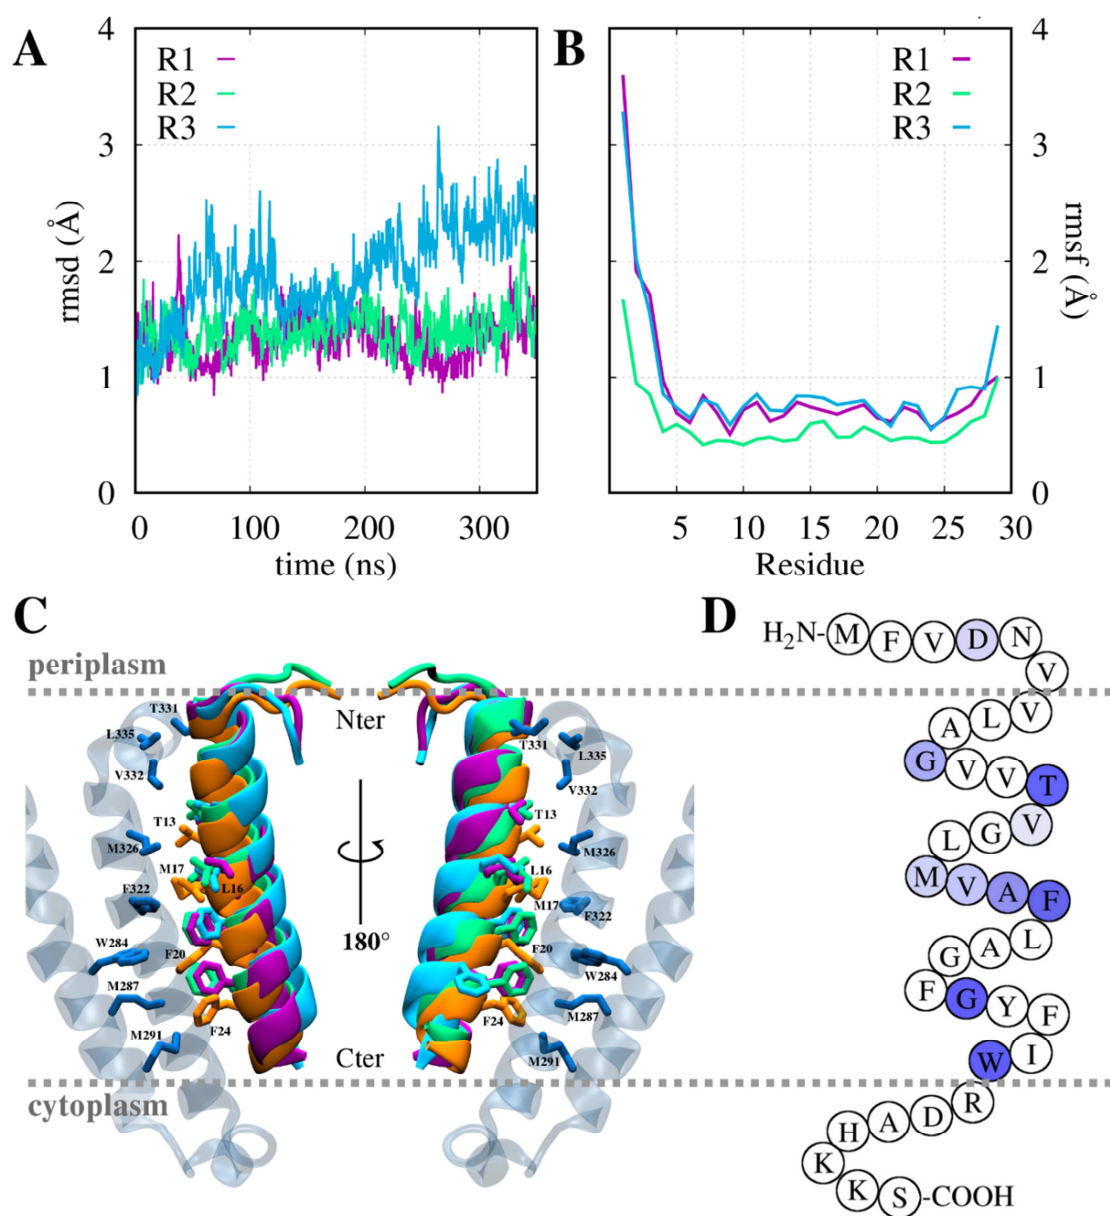 A
R1
R2
R3
4
3
2
1
0
rmsd (Å)
0 100 200 300
time (ns)
B
R1
R2
R3
4
3
2
1
0
rmsf (Å)
5 10 15 20 25 30
Residue
C
periplasm
T331
L335
V332
T13
M326
M17
L16
F322
W284
F20
M287
F24
M291
Nter
180°
Cter
T331
L335
V332
T13
M326
L16
M17
F322
F20
W284
M287
F24
M291
cytoplasm
D
H₂N-M F V D N
V
A L V
G V V T
L G V
M V A F
G A L
F G Y F
W I
H A D R
K
K S -COOH